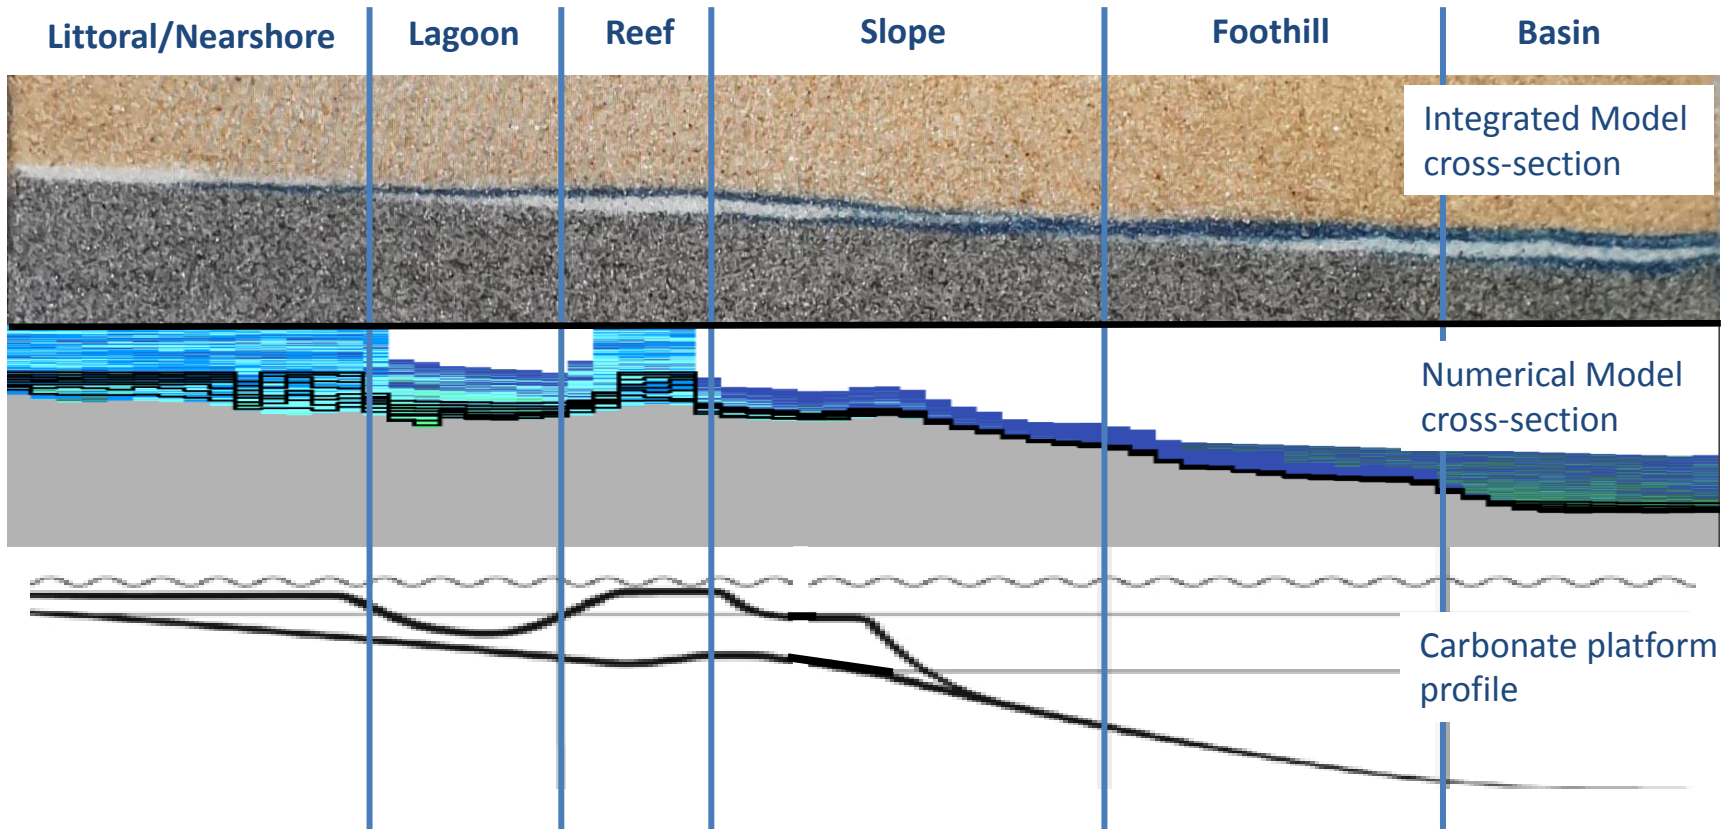 Littoral/Nearshore
Lagoon
Reef
Slope
Foothill
Basin
Integrated Model
cross-section
Numerical Model
cross-section
Carbonate platform
profile